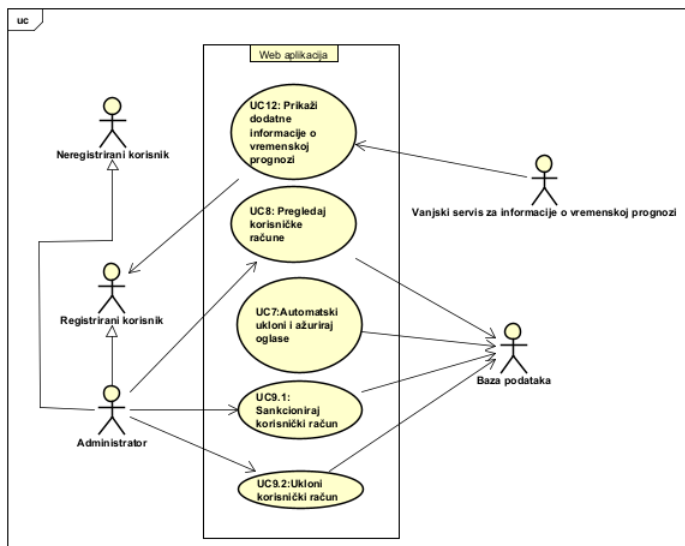 uc
Web aplikacija
UC12: Prikaži
dodatne
informacije o
vremenskoj
prognozi
Neregistrirani korisnik
Vanjski servis za informacije o vremenskoj prognozi
UC8: Pregledaj
korisničke
račune
Registrirani korisnik
UC7:Automatski
ukloni i ažuriraj
oglase
Baza podataka
UC9.1:
Sankcioniraj
korisnički račun
Administrator
UC9.2:Ukloni
korisnički račun